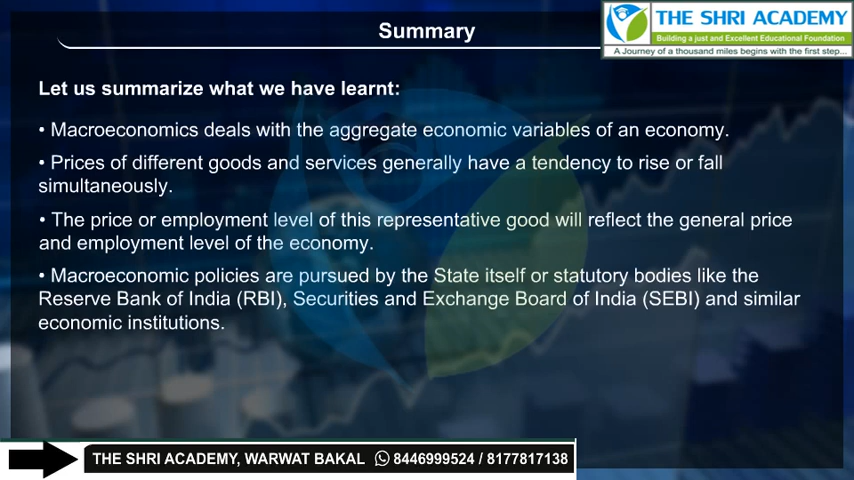 Summary
THE SHRI ACADEMY
Building a just and Excellent Educational Foundation
A Journey of a thousand miles begins with the first step...
Let us summarize what we have learnt:
• Macroeconomics deals with the aggregate economic variables of an economy.
• Prices of different goods and services generally have a tendency to rise or fall
simultaneously.
• The price or employment level of this representative good will reflect the general price
and employment level of the economy.
• Macroeconomic policies are pursued by the State itself or statutory bodies like the
Reserve Bank of India (RBI), Securities and Exchange Board of India (SEBI) and similar
economic institutions.
THE SHRI ACADEMY, WARWAT BAKAL 8446999524 / 8177817138